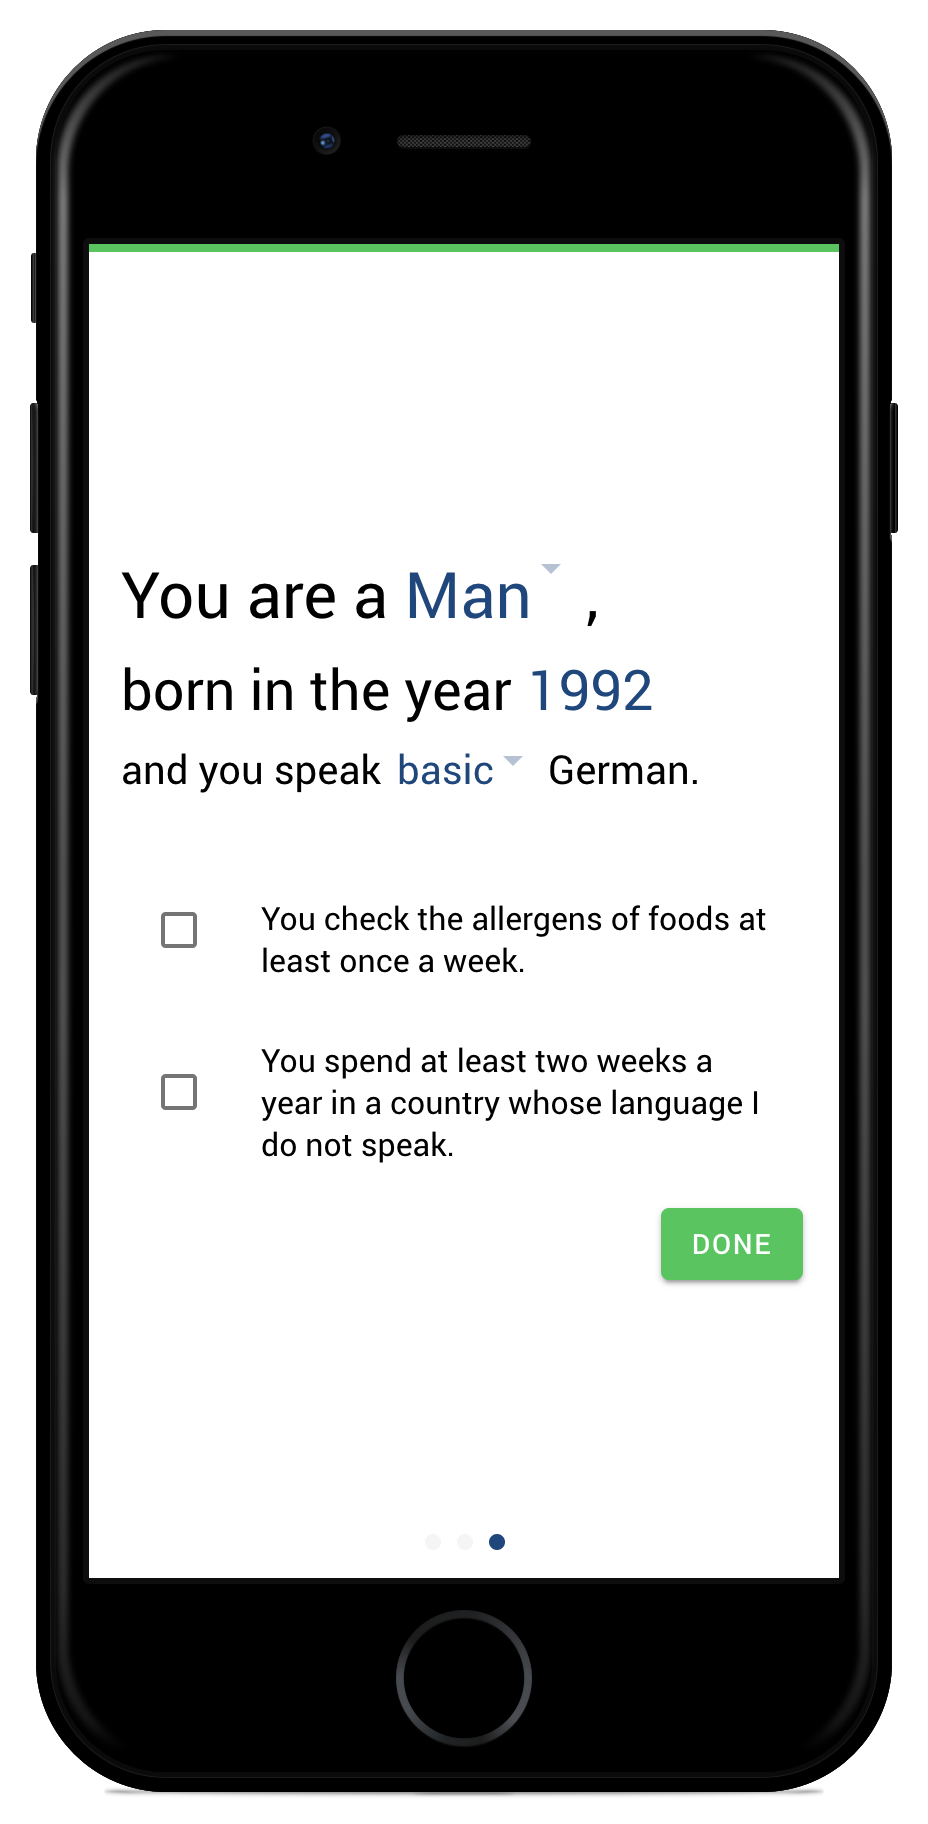 You are a Man ,
born in the year 1992
and you speak basic German.
You check the allergens of foods at
least once a week.
You spend at least two weeks a
year in a country whose language I
do not speak.
DONE